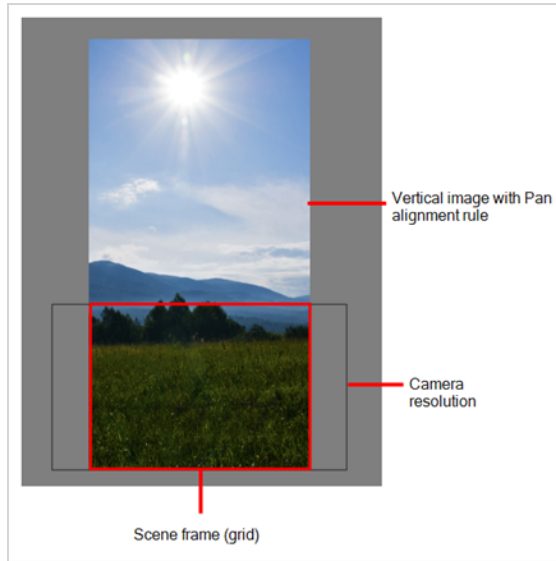 Vertical image with Pan
alignment rule
Camera
resolution
Scene frame (grid)